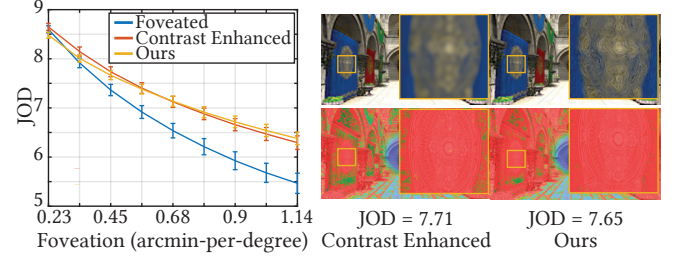 9
8
7
6
5
JOD
Foveated
Contrast Enhanced
Ours
0.23 0.45 0.68 0.9 1.14
Foveation (arcmin-per-degree)
JOD = 7.71 JOD = 7.65
Contrast Enhanced Ours